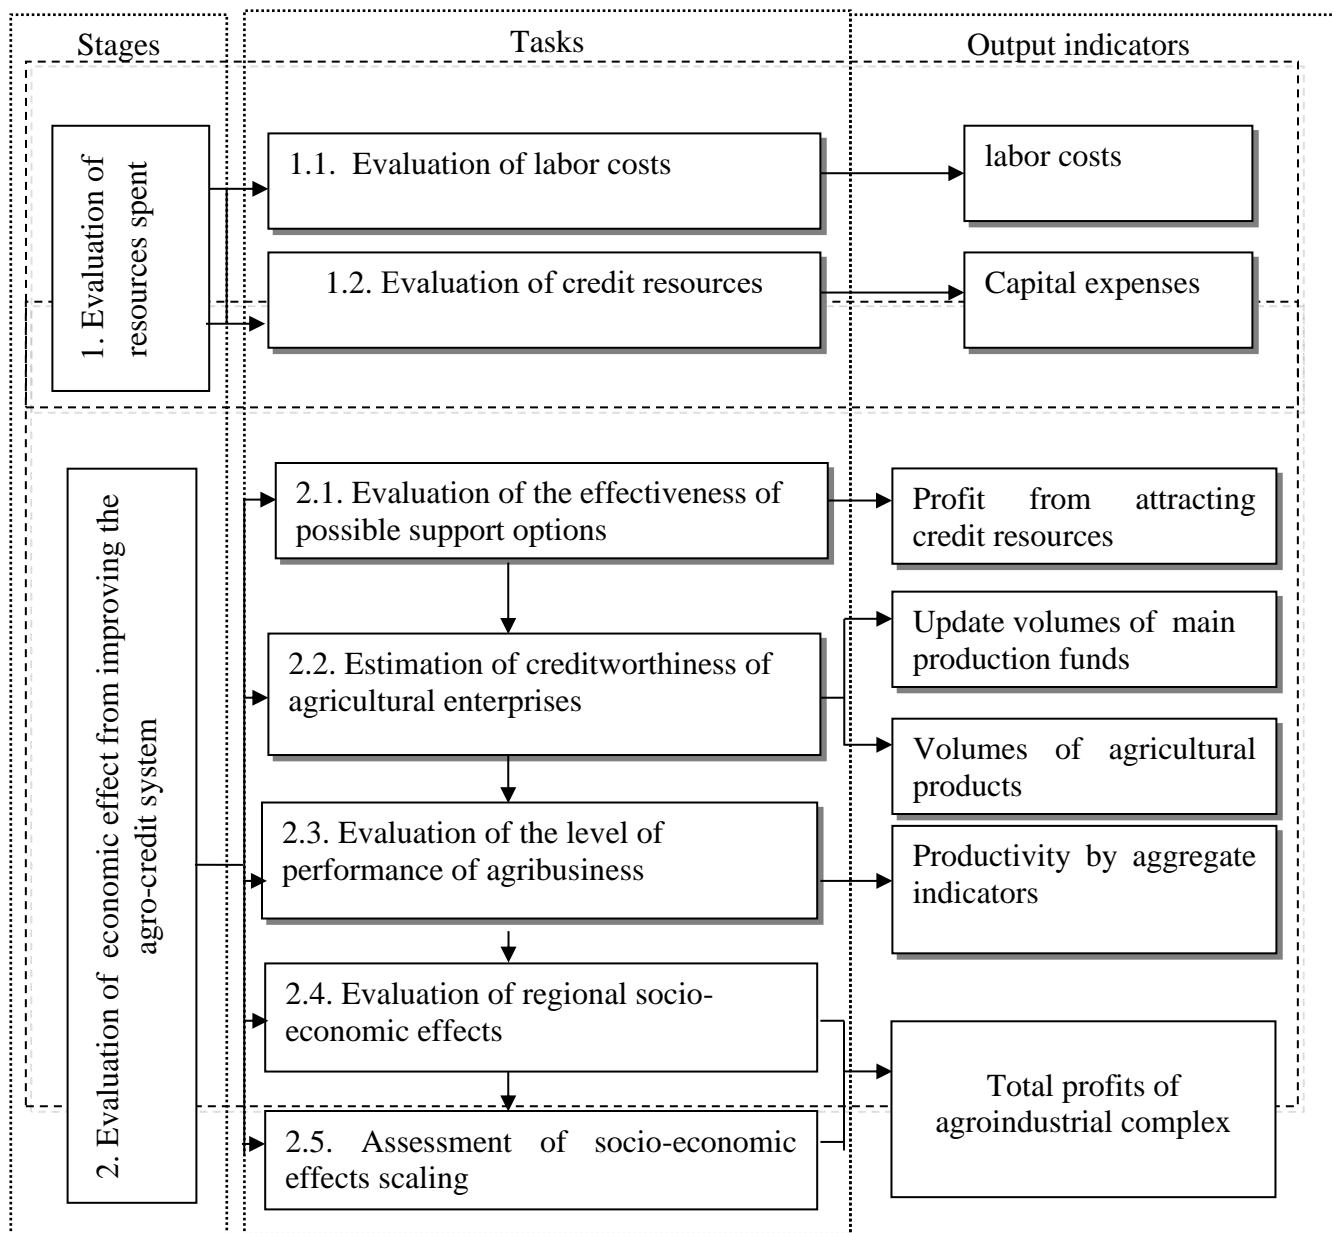 Stages
Tasks
Output indicators
1. Evaluation of
resources spent
1.1. Evaluation of labor costs
labor costs
1.2. Evaluation of credit resources
Capital expenses
2. Evaluation of economic effect from improving the
agro-credit system
2.1. Evaluation of the effectiveness of
possible support options
Profit from attracting
credit resources
2.2. Estimation of creditworthiness of
agricultural enterprises
Update volumes of main
production funds
Volumes of agricultural
products
2.3. Evaluation of the level of
performance of agribusiness
Productivity by aggregate
indicators
2.4. Evaluation of regional socio-
economic effects
2.5. Assessment of socio-economic
effects scaling
Total profits of
agroindustrial complex